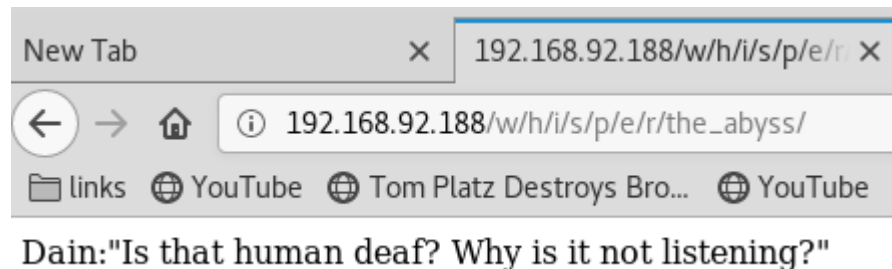 New Tab
192.168.92.188/w/h/i/s/p/e/r
192.168.92.188/w/h/i/s/p/e/r/the_abyss/
links YouTube Tom Platz Destroys Bro... YouTube
Dain:"Is that human deaf? Why is it not listening?"